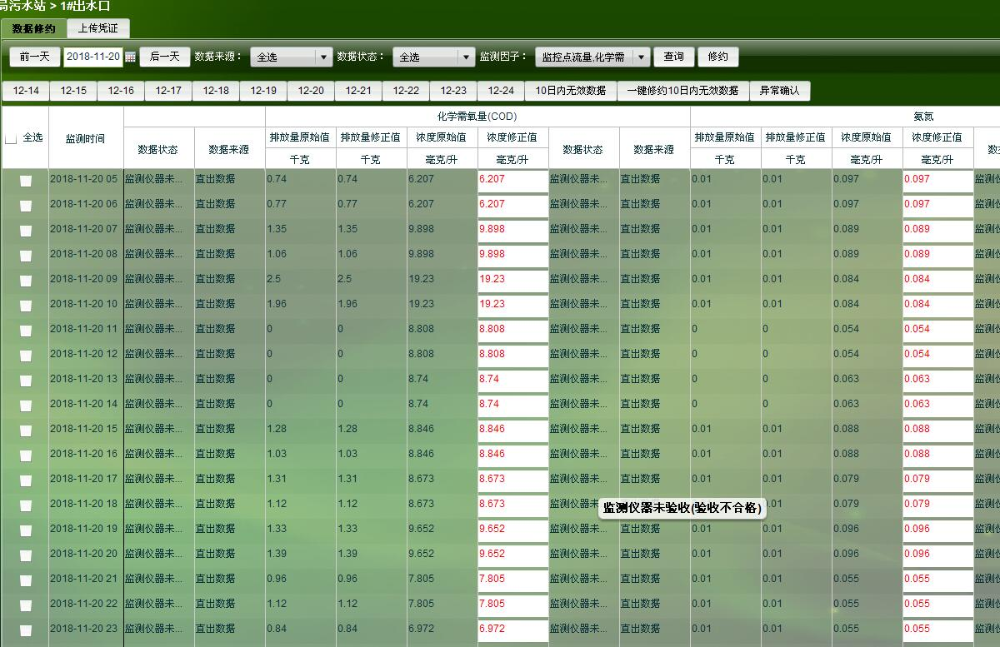 污水站 > 1#出水口
数据修约 上传凭证
前一天 2018-11-20 后一天 数据来源： 全选 数据状态： 全选 监测因子： 监控点流量,化学需 查询 修约
12-14 12-15 12-16 12-17 12-18 12-19 12-20 12-21 12-22 12-23 12-24 10日内无效数据 一键修约10日内无效数据 异常确认
化学需氧量(COD) 氨氮
全选 监测时间 数据状态 数据来源 排放量原始值 排放量修正值 浓度原始值 浓度修正值 数据状态 数据来源 排放量原始值 排放量修正值 浓度原始值 浓度修正值 数
千克 千克 毫克/升 毫克/升 千克 千克 毫克/升 毫克/升
2018-11-20 05 监测仪器未... 直出数据 0.74 0.74 6.207 6.207 监测仪器未... 直出数据 0.01 0.01 0.097 0.097 监测仪
2018-11-20 06 监测仪器未... 直出数据 0.77 0.77 6.207 6.207 监测仪器未... 直出数据 0.01 0.01 0.097 0.097 监测仪
2018-11-20 07 监测仪器未... 直出数据 1.35 1.35 9.898 9.898 监测仪器未... 直出数据 0.01 0.01 0.089 0.089 监测仪
2018-11-20 08 监测仪器未... 直出数据 1.06 1.06 9.898 9.898 监测仪器未... 直出数据 0.01 0.01 0.089 0.089 监测仪
2018-11-20 09 监测仪器未... 直出数据 2.5 2.5 19.23 19.23 监测仪器未... 直出数据 0.01 0.01 0.084 0.084 监测仪
2018-11-20 10 监测仪器未... 直出数据 1.96 1.96 19.23 19.23 监测仪器未... 直出数据 0.01 0.01 0.084 0.084 监测仪
2018-11-20 11 监测仪器未... 直出数据 0 0 8.808 8.808 监测仪器未... 直出数据 0 0 0.054 0.054 监测仪
2018-11-20 12 监测仪器未... 直出数据 0 0 8.808 8.808 监测仪器未... 直出数据 0 0 0.054 0.054 监测仪
2018-11-20 13 监测仪器未... 直出数据 0 0 8.74 8.74 监测仪器未... 直出数据 0 0 0.063 0.063 监测仪
2018-11-20 14 监测仪器未... 直出数据 0 0 8.74 8.74 监测仪器未... 直出数据 0 0 0.063 0.063 监测仪
2018-11-20 15 监测仪器未... 直出数据 1.28 1.28 8.846 8.846 监测仪器未... 直出数据 0.01 0.01 0.088 0.088 监测仪
2018-11-20 16 监测仪器未... 直出数据 1.03 1.03 8.846 8.846 监测仪器未... 直出数据 0.01 0.01 0.088 0.088 监测仪
2018-11-20 17 监测仪器未... 直出数据 1.31 1.31 8.673 8.673 监测仪器未... 直出数据 0.01 0.01 0.079 0.079 监测仪
2018-11-20 18 监测仪器未... 直出数据 1.12 1.12 8.673 8.673 监测仪器未 监测仪器未验收(验收不合格) 0.01 0.079 0.079 监测仪
2018-11-20 19 监测仪器未... 直出数据 1.33 1.33 9.652 9.652 监测仪器未... 直出数据 0.01 0.01 0.096 0.096 监测仪
2018-11-20 20 监测仪器未... 直出数据 1.39 1.39 9.652 9.652 监测仪器未... 直出数据 0.01 0.01 0.096 0.096 监测仪
2018-11-20 21 监测仪器未... 直出数据 0.96 0.96 7.805 7.805 监测仪器未... 直出数据 0.01 0.01 0.055 0.055 监测仪
2018-11-20 22 监测仪器未... 直出数据 1.12 1.12 7.805 7.805 监测仪器未... 直出数据 0.01 0.01 0.055 0.055 监测仪
2018-11-20 23 监测仪器未... 直出数据 0.84 0.84 6.972 6.972 监测仪器未... 直出数据 0.01 0.01 0.055 0.055 监测仪